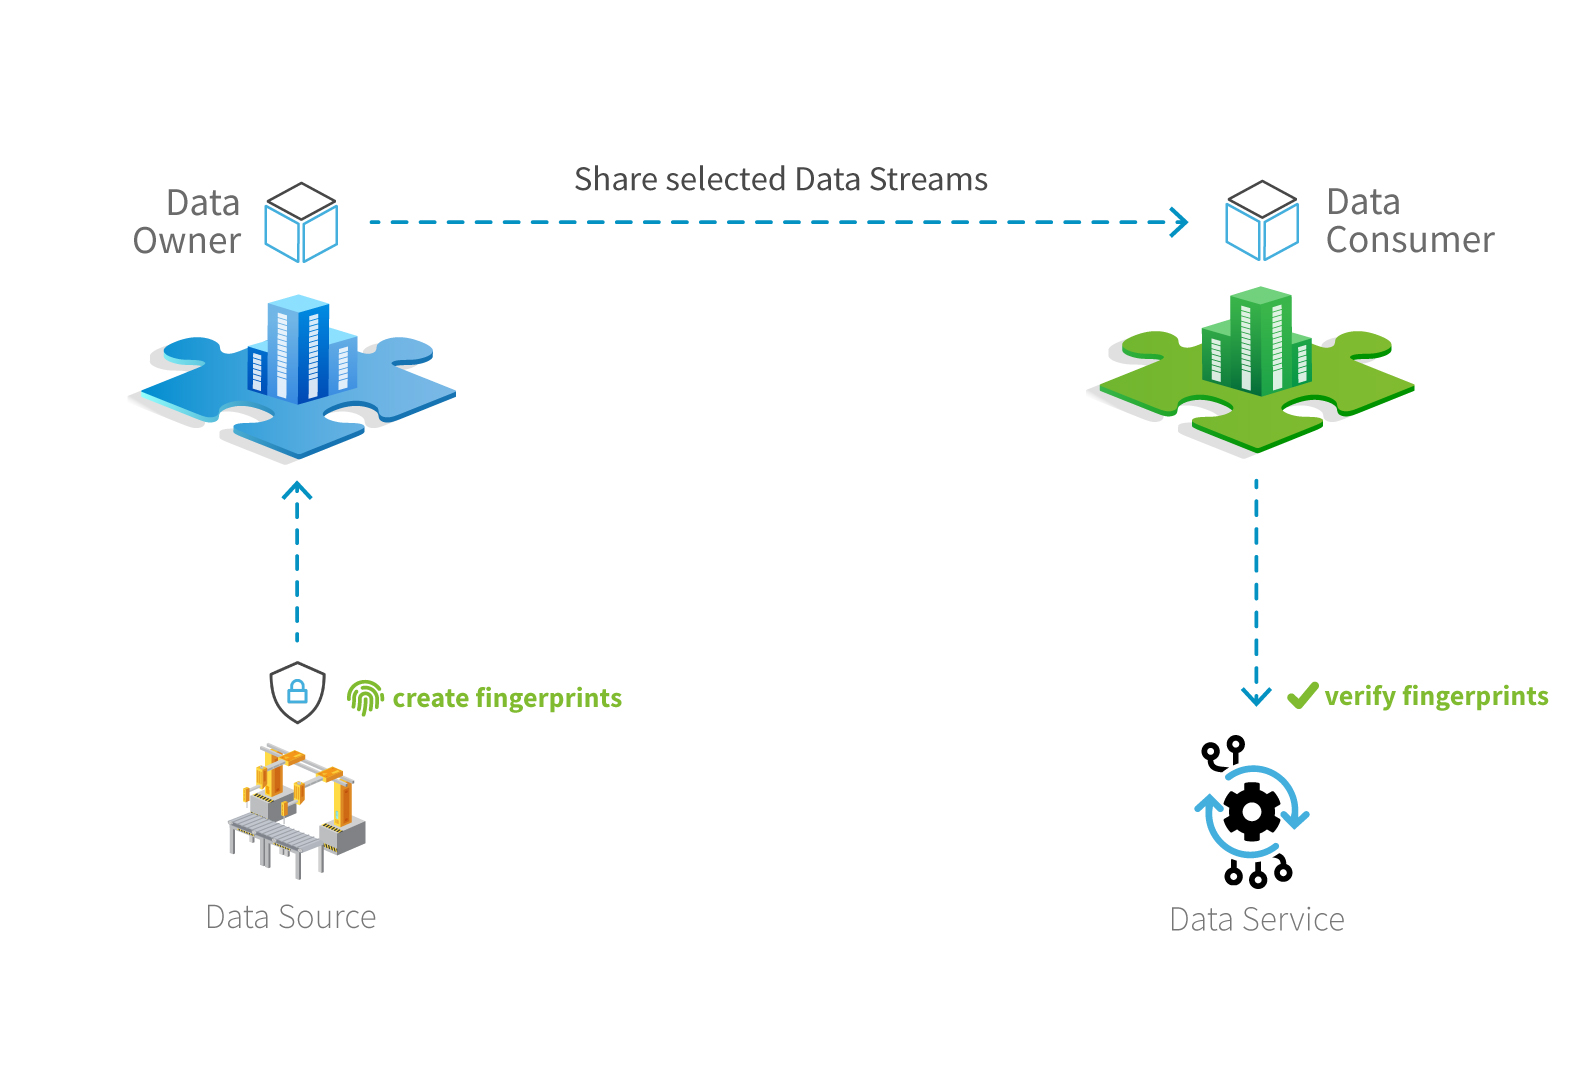 Share selected Data Streams
Data
Owner
Data
Consumer
create fingerprints
verify fingerprints
Data Source
Data Service